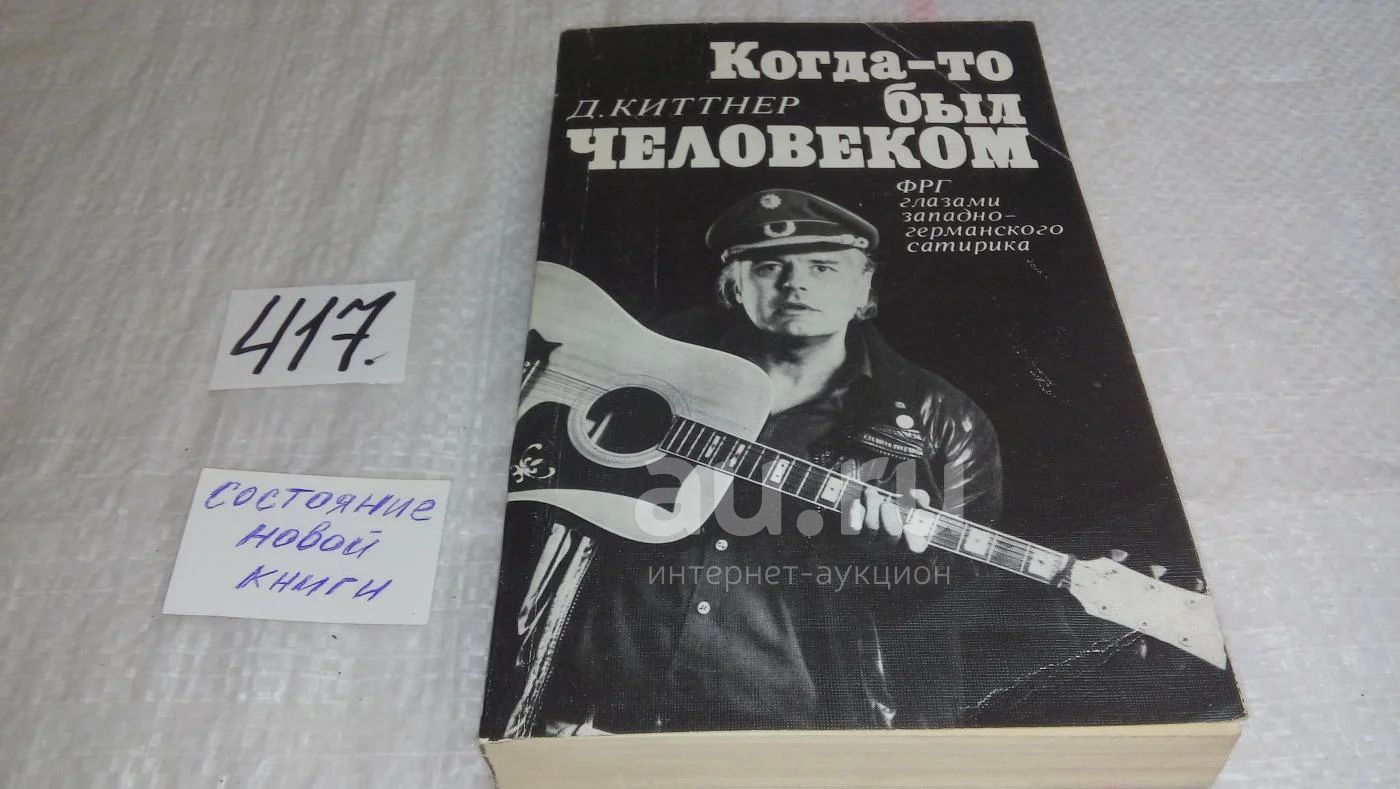 Когда-то
Д. КИТТНЕР
был
ЧЕЛОВЕКОМ
ФРГ
глазами
западно-
германского
сатирика
417.
состояние
новой
книги
au.ru
интернет-аукцион